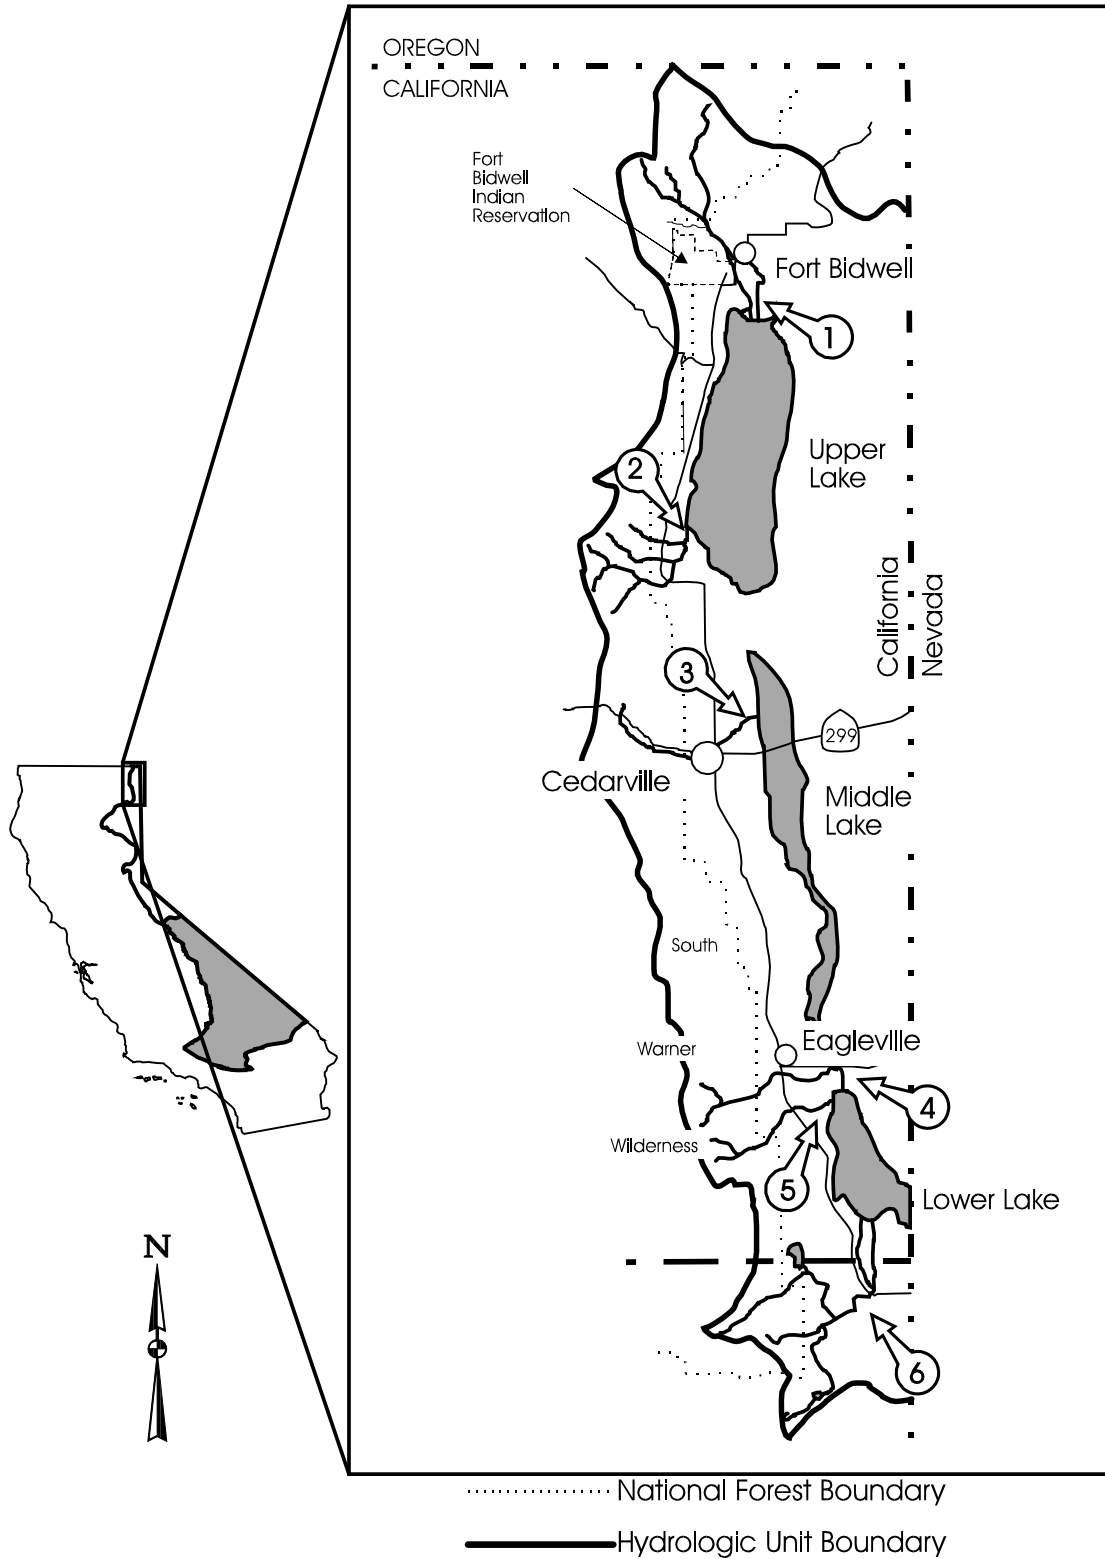 OREGON
CALIFORNIA
Fort
Bidwell
Indian
Reservation
Fort Bidwell
1
Upper
Lake
2
California
Nevada
3
299
Cedarville
Middle
Lake
South
Eagleville
Warner
4
Wilderness
5
Lower Lake
N
6
National Forest Boundary
Hydrologic Unit Boundary